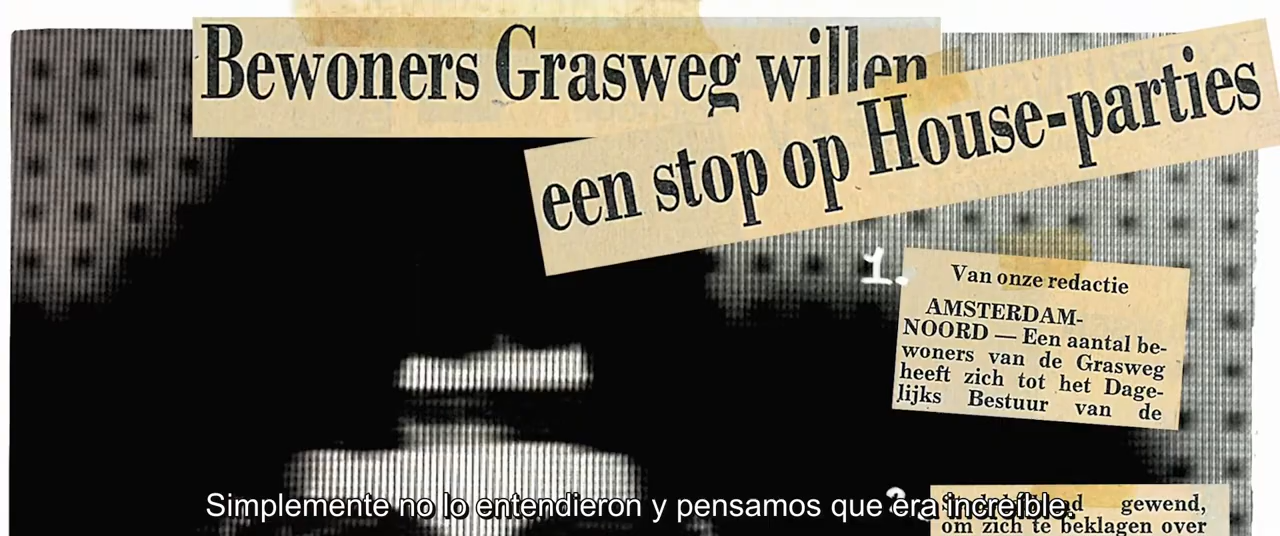 Bewoners Grasweg willen
een stop op House-parties
1.
Van onze redactie
AMSTERDAM-
NOORD — Een aantal be-
woners van de Grasweg
heeft zich tot het Dage-
lijks Bestuur van de
gewend,
om zich te beklagen over
Simplemente no lo entendieron y pensamos que era increíble.